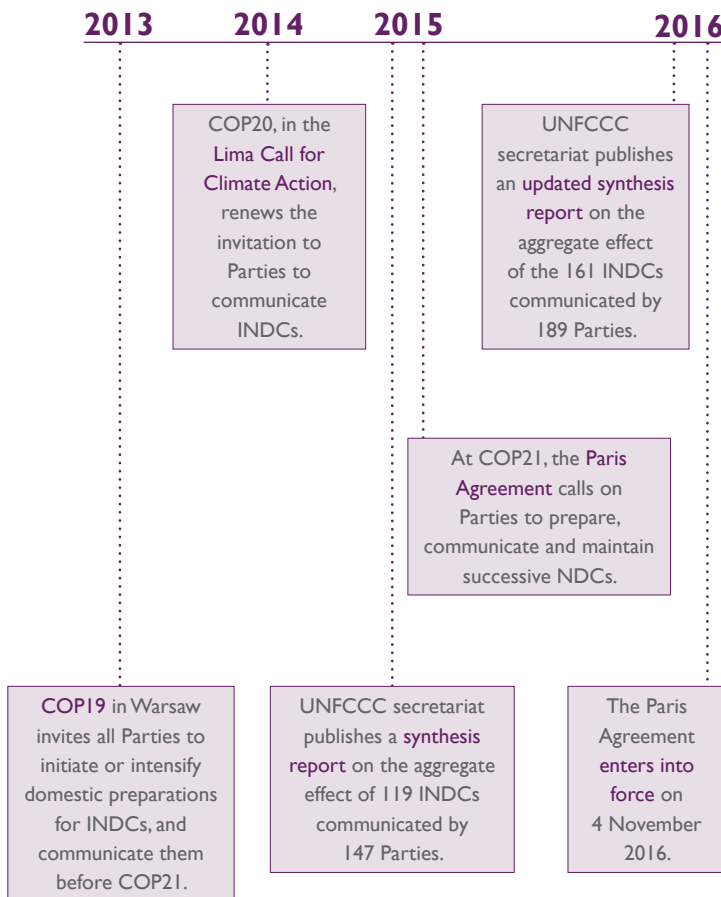 2013
2014
2015
2016
COP20, in the
Lima Call for
Climate Action,
renews the
invitation to
Parties to
communicate
INDCs.
UNFCCC
secretariat publishes
an updated synthesis
report on the
aggregate effect
of the 161 INDCs
communicated by
189 Parties.
At COP21, the Paris
Agreement calls on
Parties to prepare,
communicate and maintain
successive NDCs.
COP19 in Warsaw
invites all Parties to
initiate or intensify
domestic preparations
for INDCs, and
communicate them
before COP21.
UNFCCC secretariat
publishes a synthesis
report on the aggregate
effect of 119 INDCs
communicated by
147 Parties.
The Paris
Agreement
enters into
force on
4 November
2016.